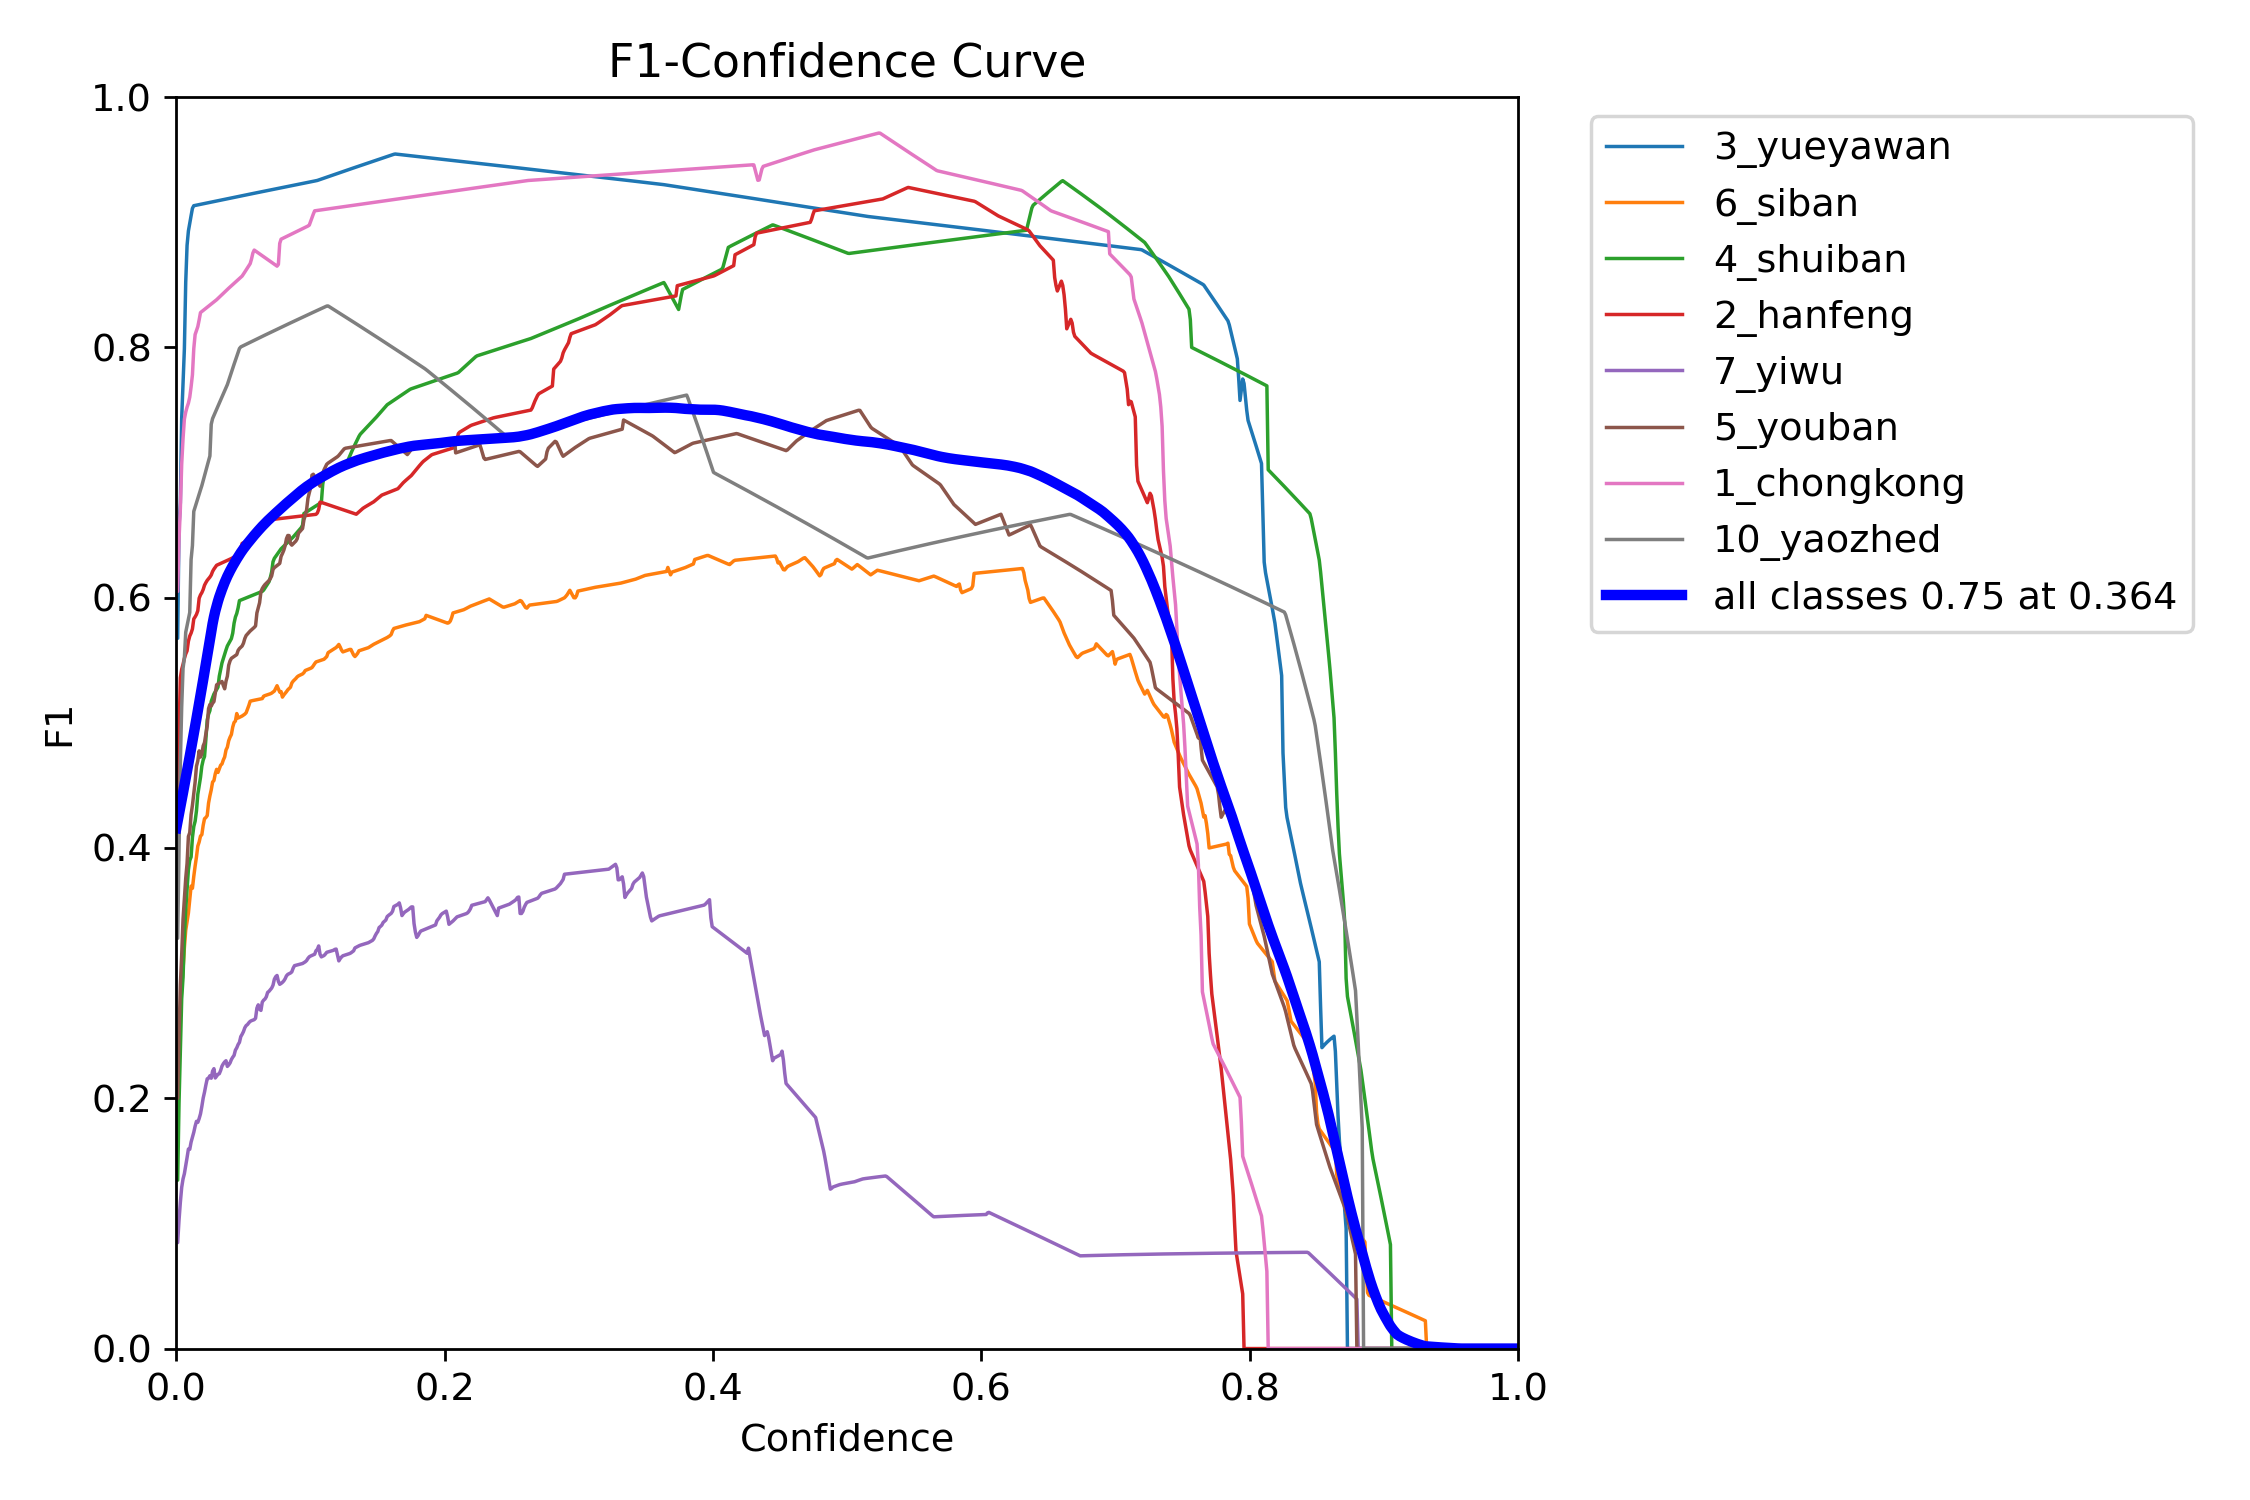 F1-Confidence Curve
1.0
0.8
0.6
0.4
0.2
0.0
F1
0.0 0.2 0.4 0.6 0.8 1.0
Confidence
3_yueyawan
6_siban
4_shuiban
2_hanfeng
7_yiwu
5_youban
1_chongkong
10_yaozhed
all classes 0.75 at 0.364